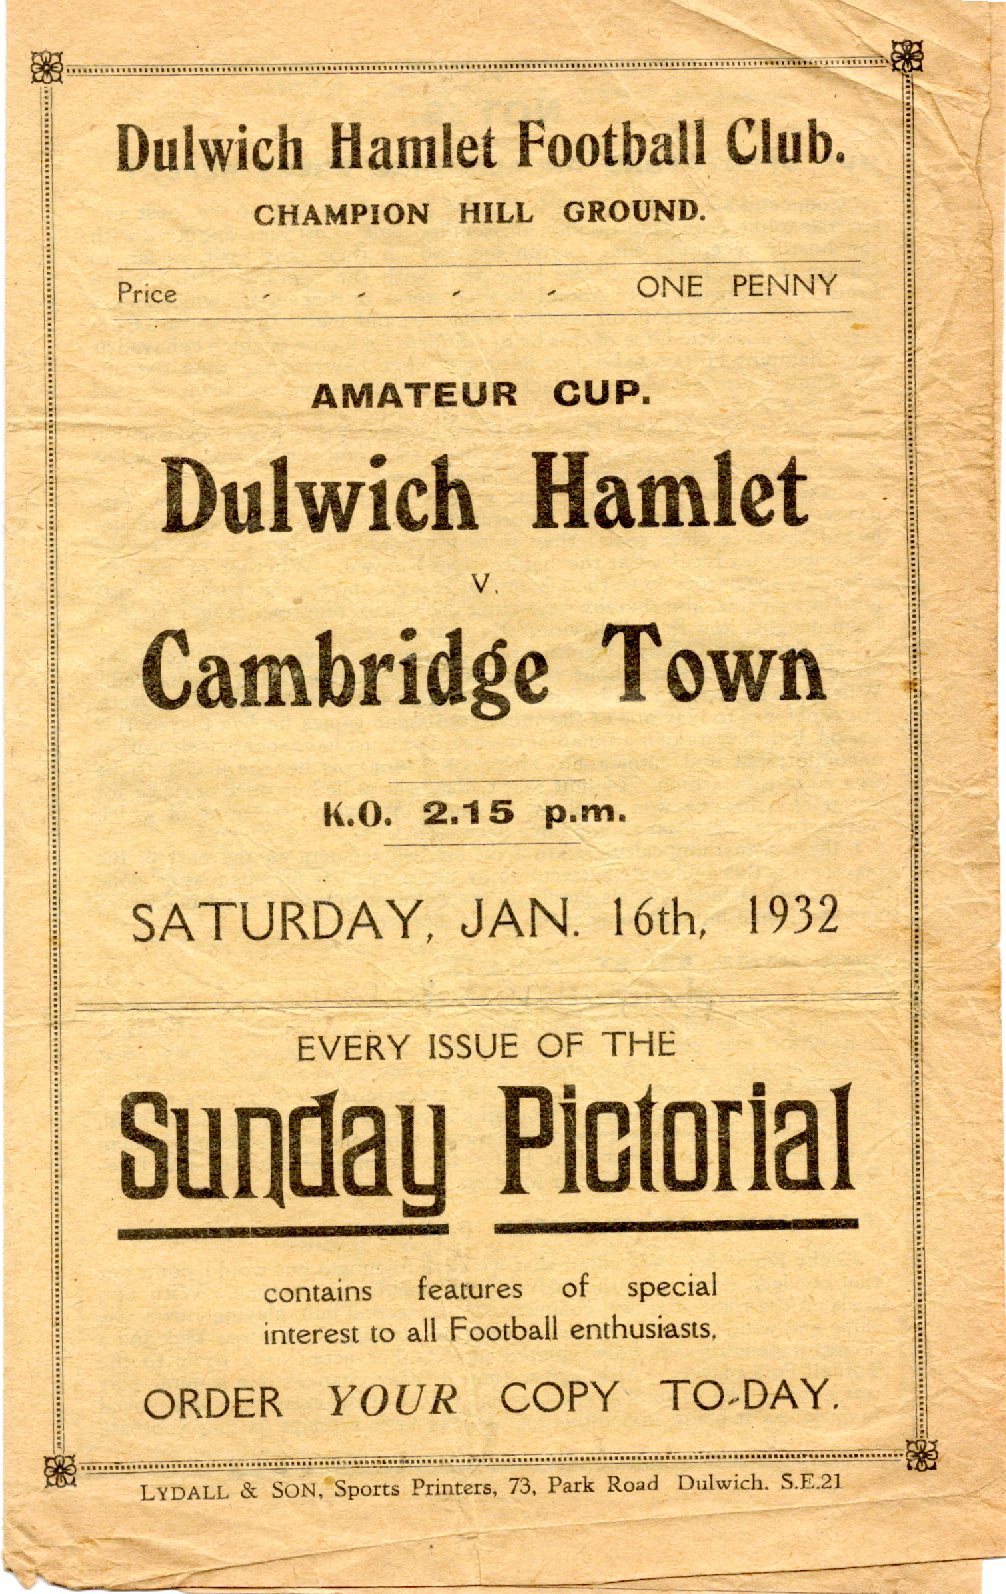 Dulwich Hamlet Football Club.
CHAMPION HILL GROUND.
Price - - - - ONE PENNY
AMATEUR CUP.
Dulwich Hamlet
v.
Cambridge Town
K.O. 2.15 p.m.
SATURDAY, JAN. 16th, 1932
EVERY ISSUE OF THE
Sunday Pictorial
contains features of special
interest to all Football enthusiasts.
ORDER YOUR COPY TO-DAY.
LYDALL & SON, Sports Printers, 73, Park Road Dulwich. S.E.21